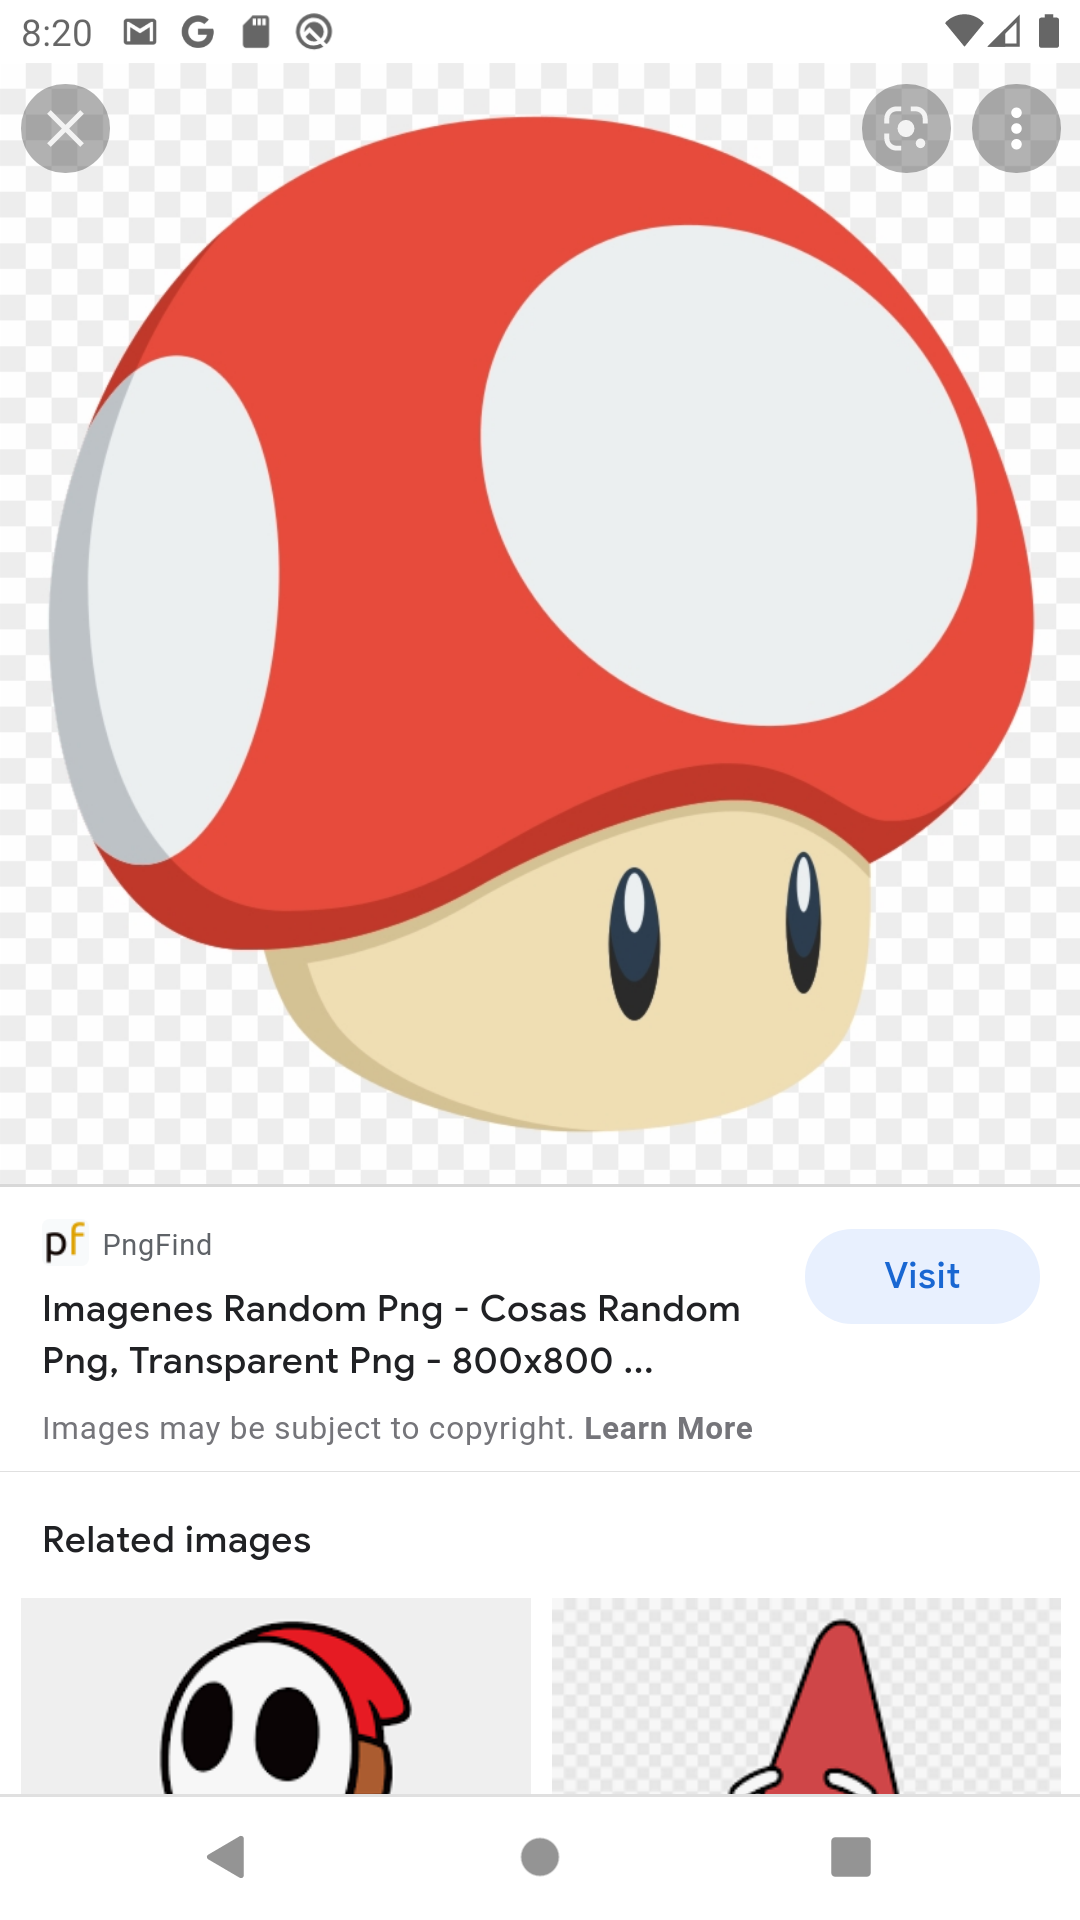 8:20
pf PngFind
Visit
Imagenes Random Png - Cosas Random
Png, Transparent Png - 800x800 ...
Images may be subject to copyright. Learn More
Related images